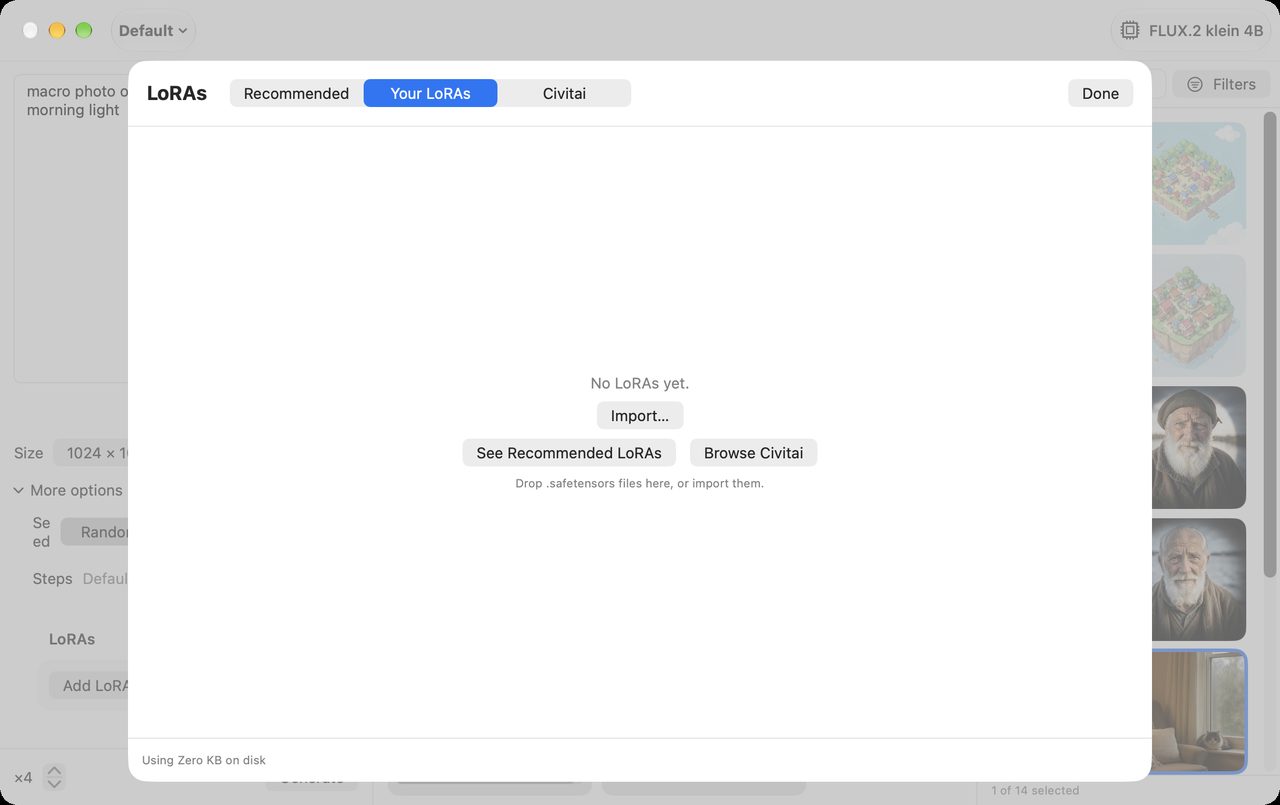 Default
FLUX.2 klein 4B
LoRAs
Recommended
Your LoRAs
Civitai
Done
Filters
macro photo o
morning light
No LoRAs yet.
Import...
See Recommended LoRAs
Browse Civitai
Drop .safetensors files here, or import them.
Size
1024 × 1
More options
Se
ed
Random
Steps
Defaul
LoRAs
Add LoRA
Using Zero KB on disk
×4
1 of 14 selected